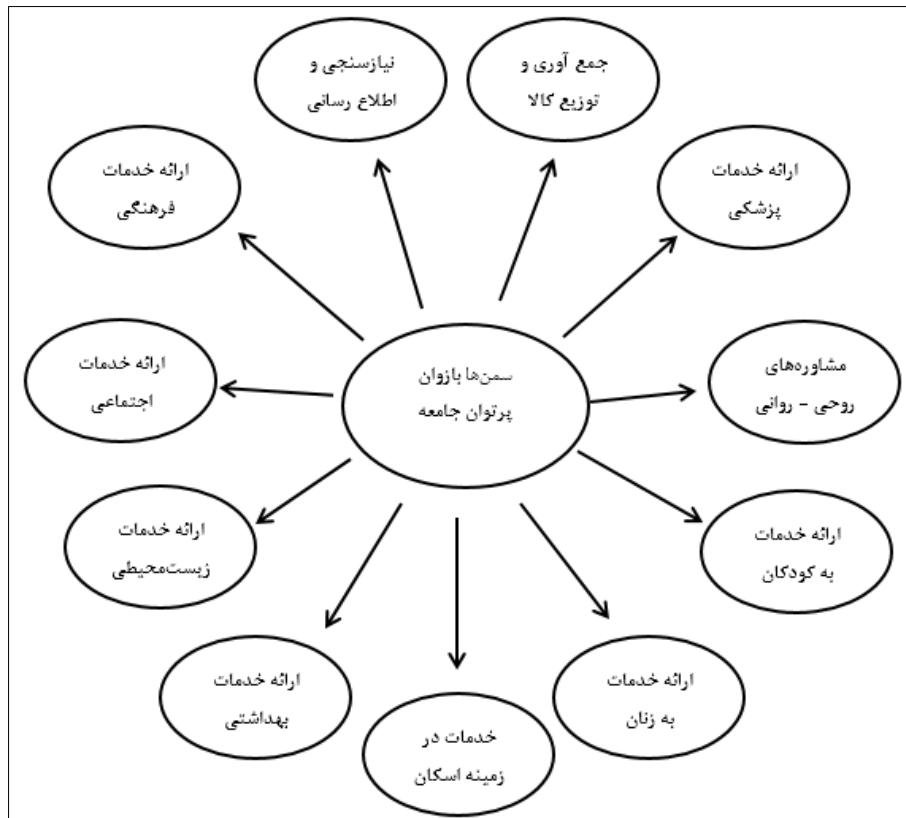 نیازسنجی و
اطلاع رسانی
جمع آوری و
توزیع کالا
ارائه خدمات
پزشکی
ارائه خدمات
فرهنگی
سمن‌ها بازوان
پرتوان جامعه
مشاوره‌های
روحی - روانی
ارائه خدمات
اجتماعی
ارائه خدمات
به کودکان
ارائه خدمات
زیست‌محیطی
ارائه خدمات
به زنان
خدمات در
زمینه اسکان
ارائه خدمات
بهداشتی